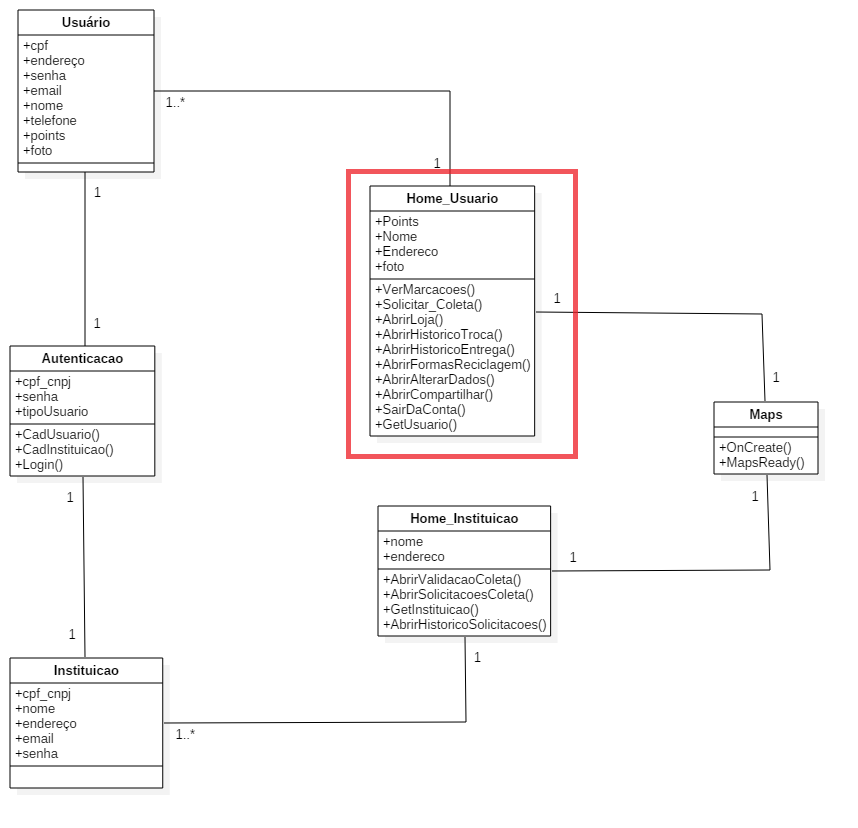 Usuário
+cpf
+endereço
+senha
+email
+nome
+telefone
+points
+foto
1..*
1
1
1
Home_Usuario
+Points
+Nome
+Endereco
+foto
+VerMarcacoes()
+Solicitar_Coleta()
+AbrirLoja()
+AbrirHistoricoTroca()
+AbrirHistoricoEntrega()
+AbrirFormasReciclagem()
+AbrirAlterarDados()
+AbrirCompartilhar()
+SairDaConta()
+GetUsuario()
1
1
Autenticacao
+cpf_cnpj
+senha
+tipoUsuario
+CadUsuario()
+CadInstituicao()
+Login()
1
1
Maps
+OnCreate()
+MapsReady()
1
1
Home_Instituicao
+nome
+endereco
+AbrirValidacaoColeta()
+AbrirSolicitacoesColeta()
+GetInstituicao()
+AbrirHistoricoSolicitacoes()
1
1..*
Instituicao
+cpf_cnpj
+nome
+endereço
+email
+senha